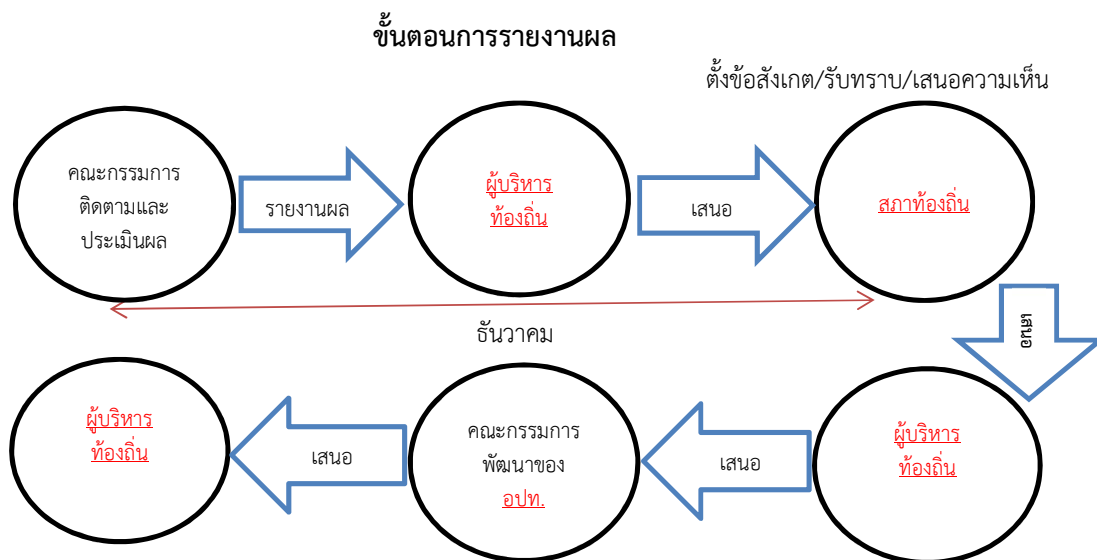 ขั้นตอนการรายงานผล
ตั้งข้อสังเกต/รับทราบ/เสนอความเห็น
คณะกรรมการ
ติดตามและ
ประเมินผล
รายงานผล
ผู้บริหาร
ท้องถิ่น
เสนอ
สภาท้องถิ่น
ธันวาคม
เสนอ
ผู้บริหาร
ท้องถิ่น
เสนอ
คณะกรรมการ
พัฒนาของ
อปท.
เสนอ
ผู้บริหาร
ท้องถิ่น